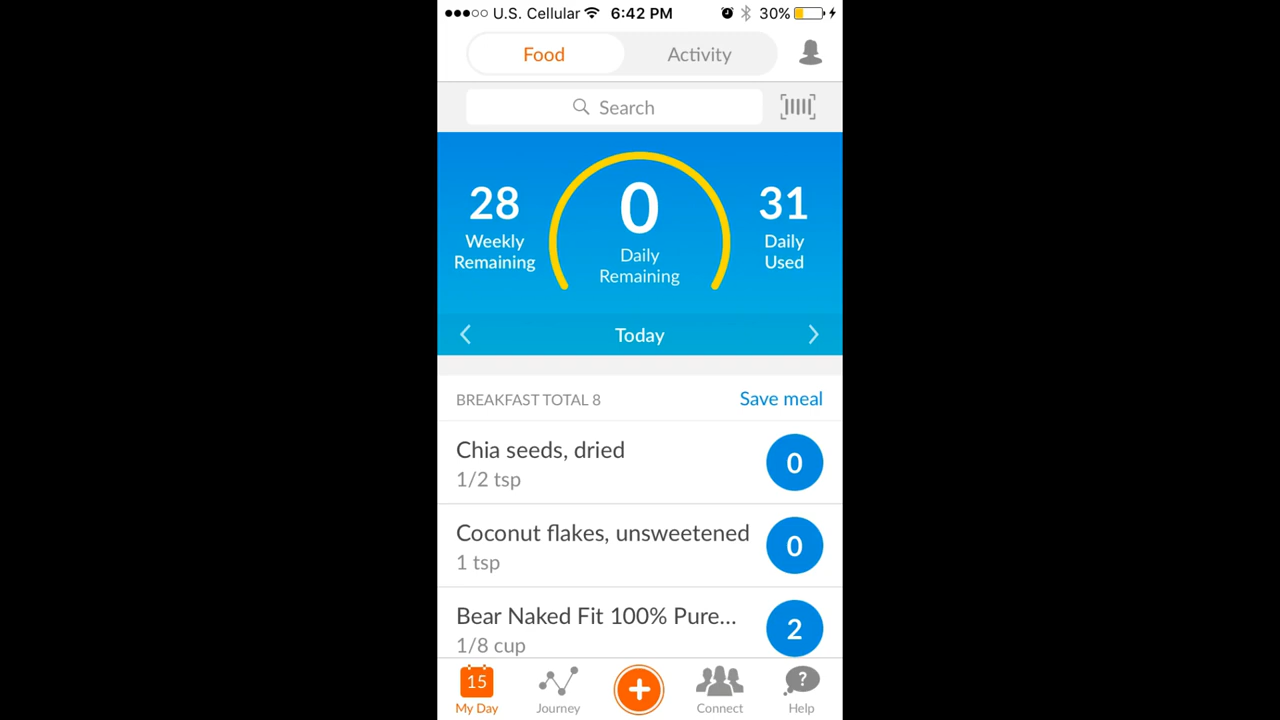 U.S. Cellular 6:42 PM 30%
Food Activity
Search
28 0 31
Weekly Remaining Daily Remaining Daily Used
Today
BREAKFAST TOTAL 8 Save meal
Chia seeds, dried 0
1/2 tsp
Coconut flakes, unsweetened 0
1 tsp
Bear Naked Fit 100% Pure... 2
1/8 cup
15 ?
My Day Journey Connect Help